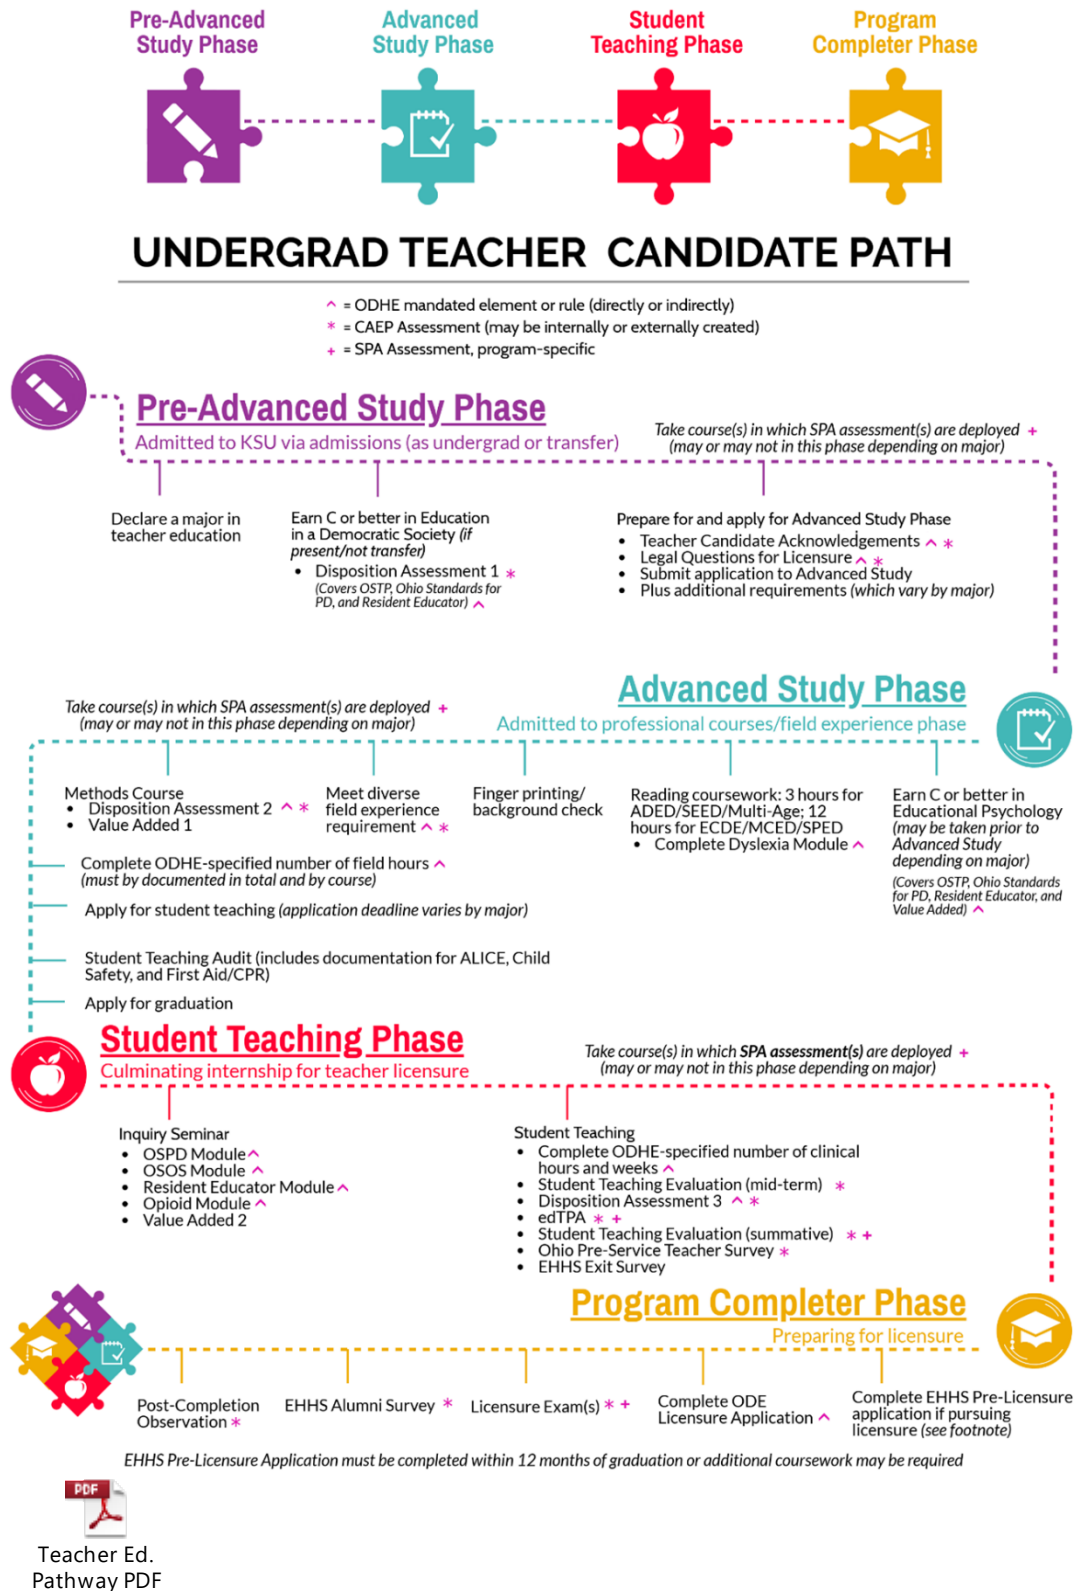 Pre-Advanced
Study Phase
Advanced
Study Phase
Student
Teaching Phase
Program
Completer Phase
UNDERGRAD TEACHER CANDIDATE PATH
^ = ODHE mandated element or rule (directly or indirectly)
* = CAEP Assessment (may be internally or externally created)
+ = SPA Assessment, program-specific
Pre-Advanced Study Phase
Admitted to KSU via admissions (as undergrad or transfer)
Take course(s) in which SPA assessment(s) are deployed +
(may or may not in this phase depending on major)
Declare a major in
teacher education
Earn C or better in Education
in a Democratic Society (if
present/not transfer)
• Disposition Assessment 1 *
(Covers OSTP, Ohio Standards for
PD, and Resident Educator) ^
Prepare for and apply for Advanced Study Phase
• Teacher Candidate Acknowledgements ^ *
• Legal Questions for Licensure ^ *
• Submit application to Advanced Study
• Plus additional requirements (which vary by major)
Advanced Study Phase
Admitted to professional courses/field experience phase
Take course(s) in which SPA assessment(s) are deployed +
(may or may not in this phase depending on major)
Methods Course
• Disposition Assessment 2 ^ *
• Value Added 1
Meet diverse
field experience
requirement ^ *
Finger printing/
background check
Reading coursework: 3 hours for
ADED/SEED/Multi-Age; 12
hours for ECDE/MCED/SPED
• Complete Dyslexia Module ^
Earn C or better in
Educational Psychology
(may be taken prior to
Advanced Study
depending on major)
(Covers OSTP, Ohio Standards
for PD, Resident Educator, and
Value Added) ^
Complete ODHE-specified number of field hours ^
(must by documented in total and by course)
Apply for student teaching (application deadline varies by major)
Student Teaching Audit (includes documentation for ALICE, Child
Safety, and First Aid/CPR)
Apply for graduation
Student Teaching Phase
Culminating internship for teacher licensure
Take course(s) in which SPA assessment(s) are deployed +
(may or may not in this phase depending on major)
Inquiry Seminar
• OSPD Module ^
• OSOS Module ^
• Resident Educator Module ^
• Opioid Module ^
• Value Added 2
Student Teaching
• Complete ODHE-specified number of clinical
hours and weeks ^
• Student Teaching Evaluation (mid-term) *
• Disposition Assessment 3 ^ *
• edTPA * +
• Student Teaching Evaluation (summative) * +
• Ohio Pre-Service Teacher Survey *
• EHHS Exit Survey
Program Completer Phase
Preparing for licensure
Post-Completion
Observation *
EHHS Alumni Survey *
Licensure Exam(s) * +
Complete ODE
Licensure Application ^
Complete EHHS Pre-Licensure
application if pursuing
licensure (see footnote)
EHHS Pre-Licensure Application must be completed within 12 months of graduation or additional coursework may be required
PDF
Teacher Ed.
Pathway PDF